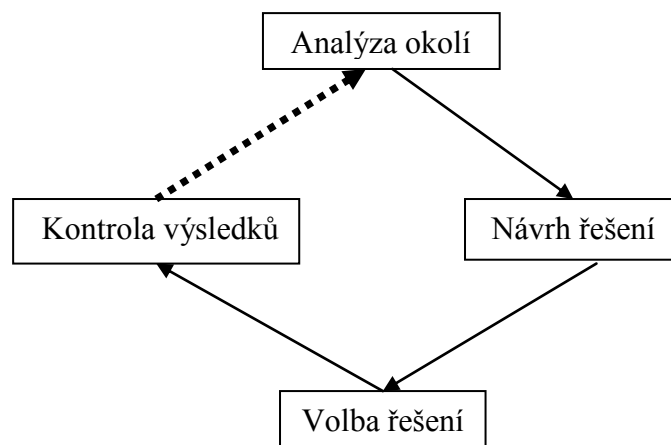 Analýza okolí
Kontrola výsledků
Návrh řešení
Volba řešení